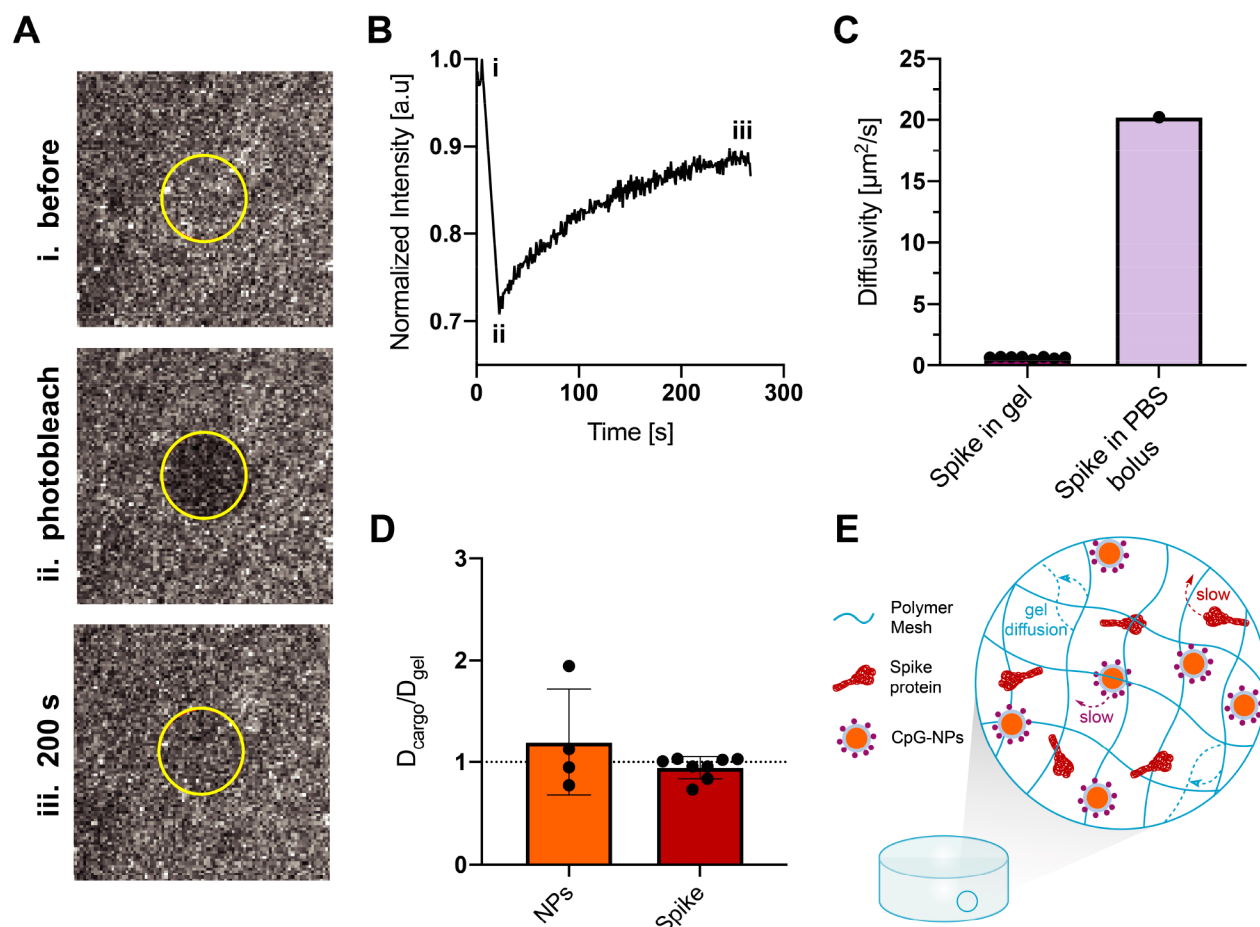 A
i. before
ii. photobleach
iii. 200 s
B
Normalized Intensity [a.u]
1.0
0.9
0.8
0.7
i
ii
iii
0 100 200 300
Time [s]
C
Diffusivity [µm²/s]
25
20
15
10
5
0
Spike in gel
Spike in PBS
bolus
D
D_cargo/D_gel
3
2
1
0
NPs
Spike
E
Polymer
Mesh
Spike
protein
CpG-NPs
gel
diffusion
slow
slow